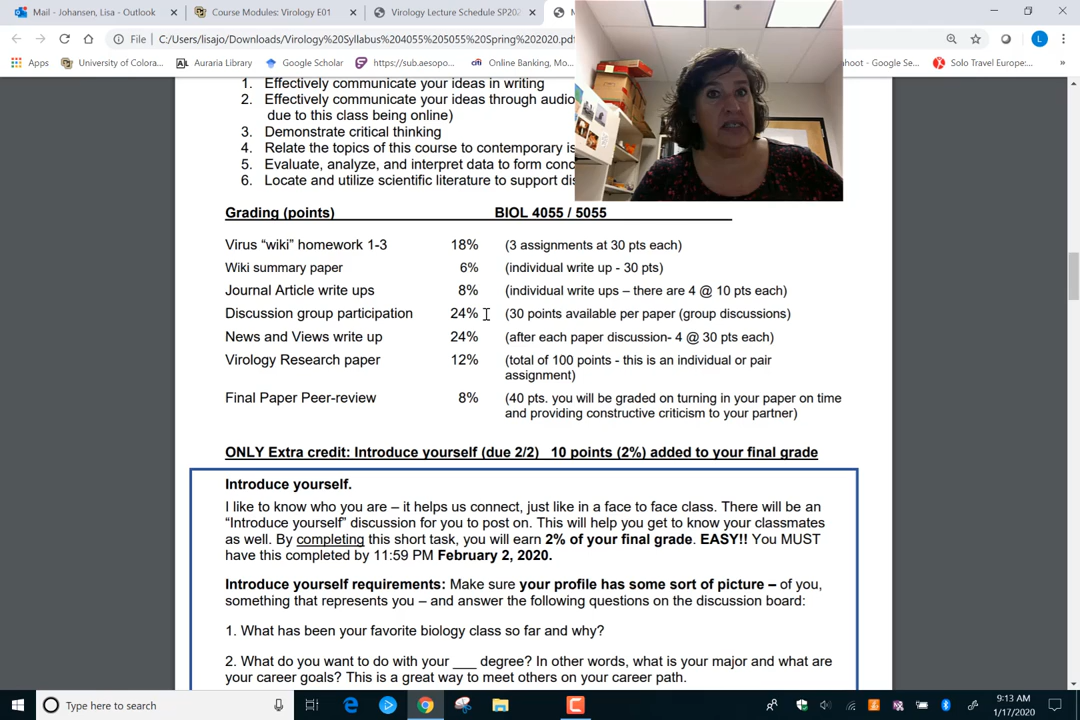 Mail - Johansen, Lisa - Outlook
Course Modules: Virology E01
Virology Lecture Schedule SP202
File
C:/Users/lisajo/Downloads/Virology%20Syllabus%204055%205055%20Spring%202020.pdf
L
Apps
University of Colora...
Auraria Library
Google Scholar
https://sub.aesopo...
Online Banking, Mo...
ahoot - Google Se...
Solo Travel Europe:...
1. Effectively communicate your ideas in writing
2. Effectively communicate your ideas through audio
due to this class being online)
3. Demonstrate critical thinking
4. Relate the topics of this course to contemporary is
5. Evaluate, analyze, and interpret data to form conc
6. Locate and utilize scientific literature to support dis
Grading (points) BIOL 4055 / 5055
Virus “wiki” homework 1-3 18% (3 assignments at 30 pts each)
Wiki summary paper 6% (individual write up - 30 pts)
Journal Article write ups 8% (individual write ups – there are 4 @ 10 pts each)
Discussion group participation 24% (30 points available per paper (group discussions)
News and Views write up 24% (after each paper discussion- 4 @ 30 pts each)
Virology Research paper 12% (total of 100 points - this is an individual or pair
assignment)
Final Paper Peer-review 8% (40 pts. you will be graded on turning in your paper on time
and providing constructive criticism to your partner)
ONLY Extra credit: Introduce yourself (due 2/2) 10 points (2%) added to your final grade
Introduce yourself.
I like to know who you are – it helps us connect, just like in a face to face class. There will be an
“Introduce yourself” discussion for you to post on. This will help you get to know your classmates
as well. By completing this short task, you will earn 2% of your final grade. EASY!! You MUST
have this completed by 11:59 PM February 2, 2020.
Introduce yourself requirements: Make sure your profile has some sort of picture – of you,
something that represents you – and answer the following questions on the discussion board:
1. What has been your favorite biology class so far and why?
2. What do you want to do with your ___ degree? In other words, what is your major and what are
your career goals? This is a great way to meet others on your career path.
Type here to search
9:13 AM
1/17/2020